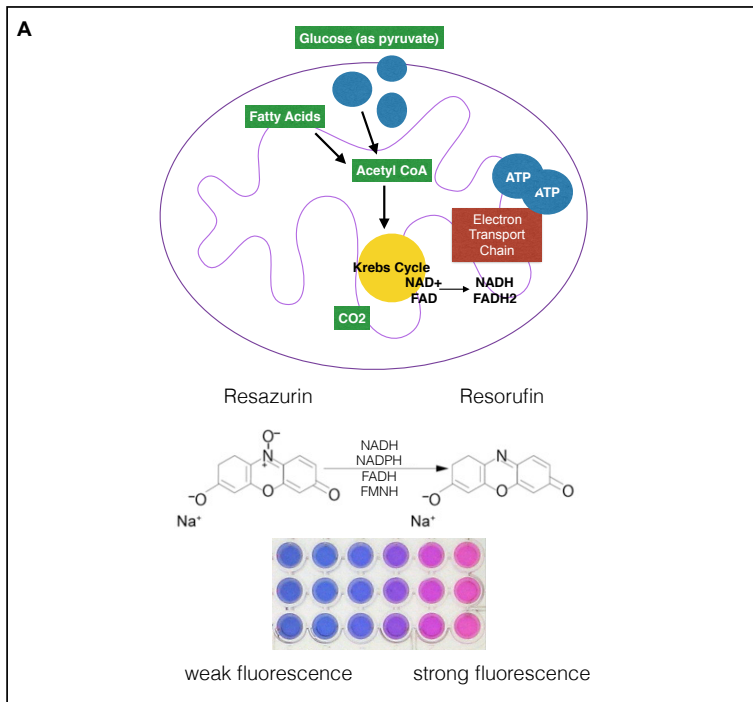 A
Glucose (as pyruvate)
Fatty Acids
Acetyl CoA
ATP
ATP
Electron
Transport
Chain
Krebs Cycle
NAD+
FAD
NADH
FADH2
CO2
Resazurin
Resorufin
O⁻
N⁺
O
⁻O
O
Na⁺
NADH
NADPH
FADH
FMNH
N
O
⁻O
O
Na⁺
weak fluorescence
strong fluorescence